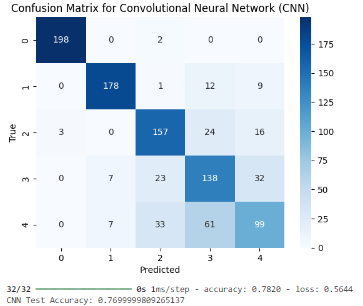 Confusion Matrix for Convolutional Neural Network (CNN)
0 198 0 2 0 0
1 0 178 1 12 9
2 3 0 157 24 16
3 0 7 23 138 32
4 0 7 33 61 99
0 1 2 3 4
Predicted
True
175
150
125
100
75
50
25
0
32/32 0s 1ms/step - accuracy: 0.7820 - loss: 0.5644
CNN Test Accuracy: 0.7699999809265137